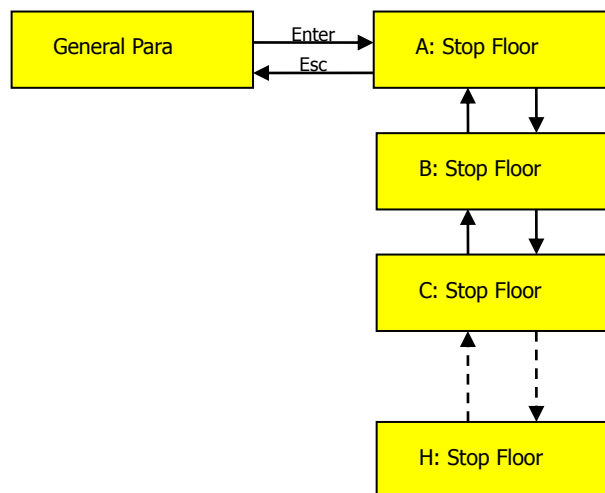 General Para
Enter
Esc
A: Stop Floor
B: Stop Floor
C: Stop Floor
H: Stop Floor